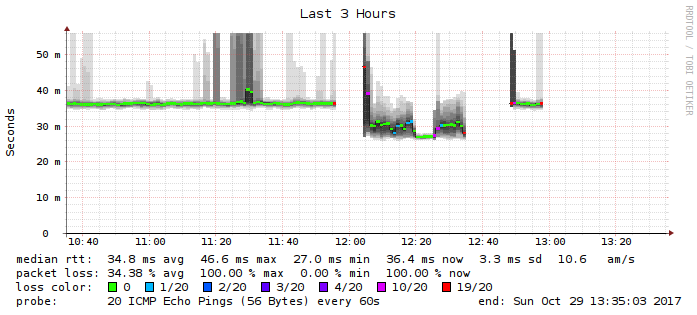 Last 3 Hours
RRDTOOL / TOBI OETIKER
Seconds
50 m
40 m
30 m
20 m
10 m
0
10:40 11:00 11:20 11:40 12:00 12:20 12:40 13:00 13:20
median rtt: 34.8 ms avg 46.6 ms max 27.0 ms min 36.4 ms now 3.3 ms sd 10.6 am/s
packet loss: 34.38 % avg 100.00 % max 0.00 % min 100.00 % now
loss color: 0 1/20 2/20 3/20 4/20 10/20 19/20
probe: 20 ICMP Echo Pings (56 Bytes) every 60s end: Sun Oct 29 13:35:03 2017